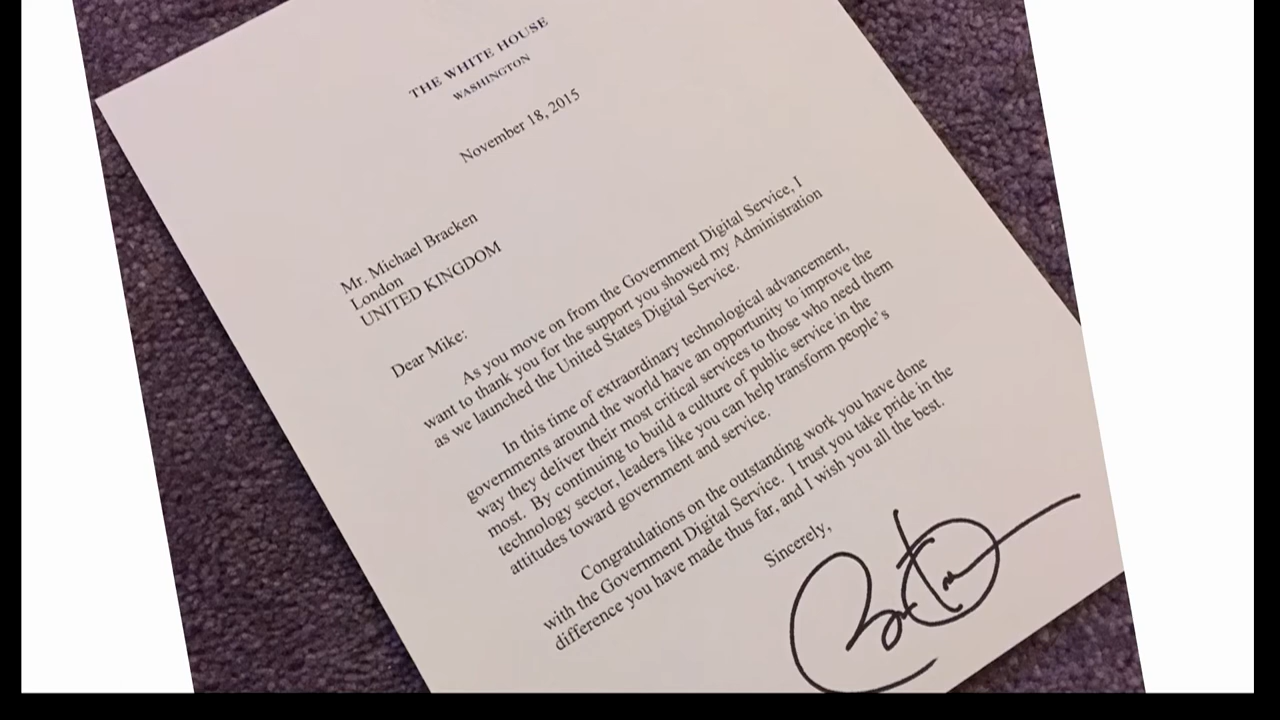 THE WHITE HOUSE
WASHINGTON
November 18, 2015
Mr. Michael Bracken
London
UNITED KINGDOM
Dear Mike:
As you move on from the Government Digital Service, I
want to thank you for the support you showed my Administration
as we launched the United States Digital Service.
In this time of extraordinary technological advancement,
governments around the world have an opportunity to improve the
way they deliver their most critical services to those who need them
most. By continuing to build a culture of public service in the
technology sector, leaders like you can help transform people's
attitudes toward government and service.
Congratulations on the outstanding work you have done
with the Government Digital Service. I trust you take pride in the
difference you have made thus far, and I wish you all the best.
Sincerely,